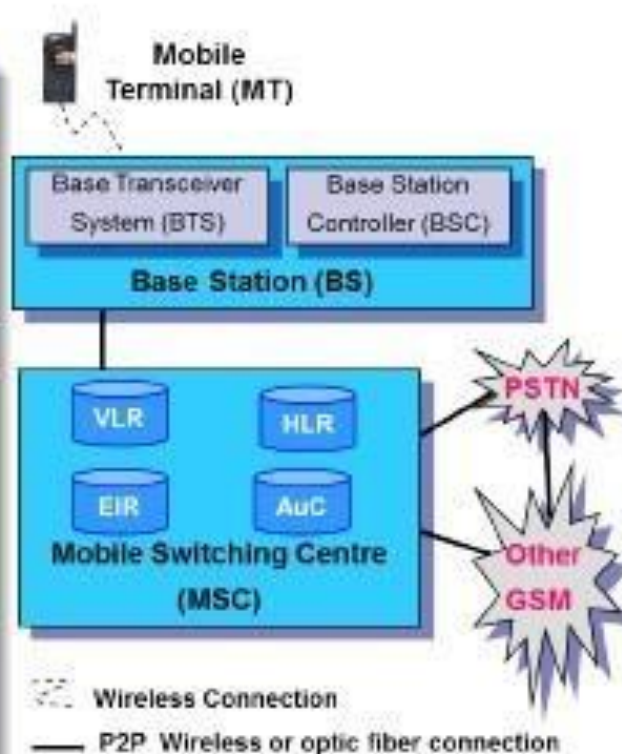 Mobile
Terminal (MT)
Base Transceiver
System (BTS)
Base Station
Controller (BSC)
Base Station (BS)
VLR
HLR
EIR
AuC
Mobile Switching Centre
(MSC)
PSTN
Other
GSM
Wireless Connection
P2P Wireless or optic fiber connection